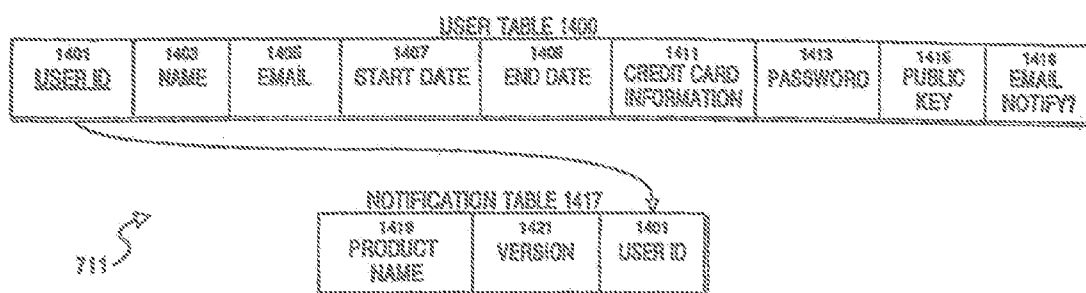 USER TABLE 1400
1401 1403 1405 1407 1409 1411 1413 1415 1416
USER ID NAME EMAIL START DATE END DATE CREDIT CARD INFORMATION PASSWORD PUBLIC KEY EMAIL NOTIFY?
NOTIFICATION TABLE 1417
1419 1421 1401
PRODUCT NAME VERSION USER ID
711